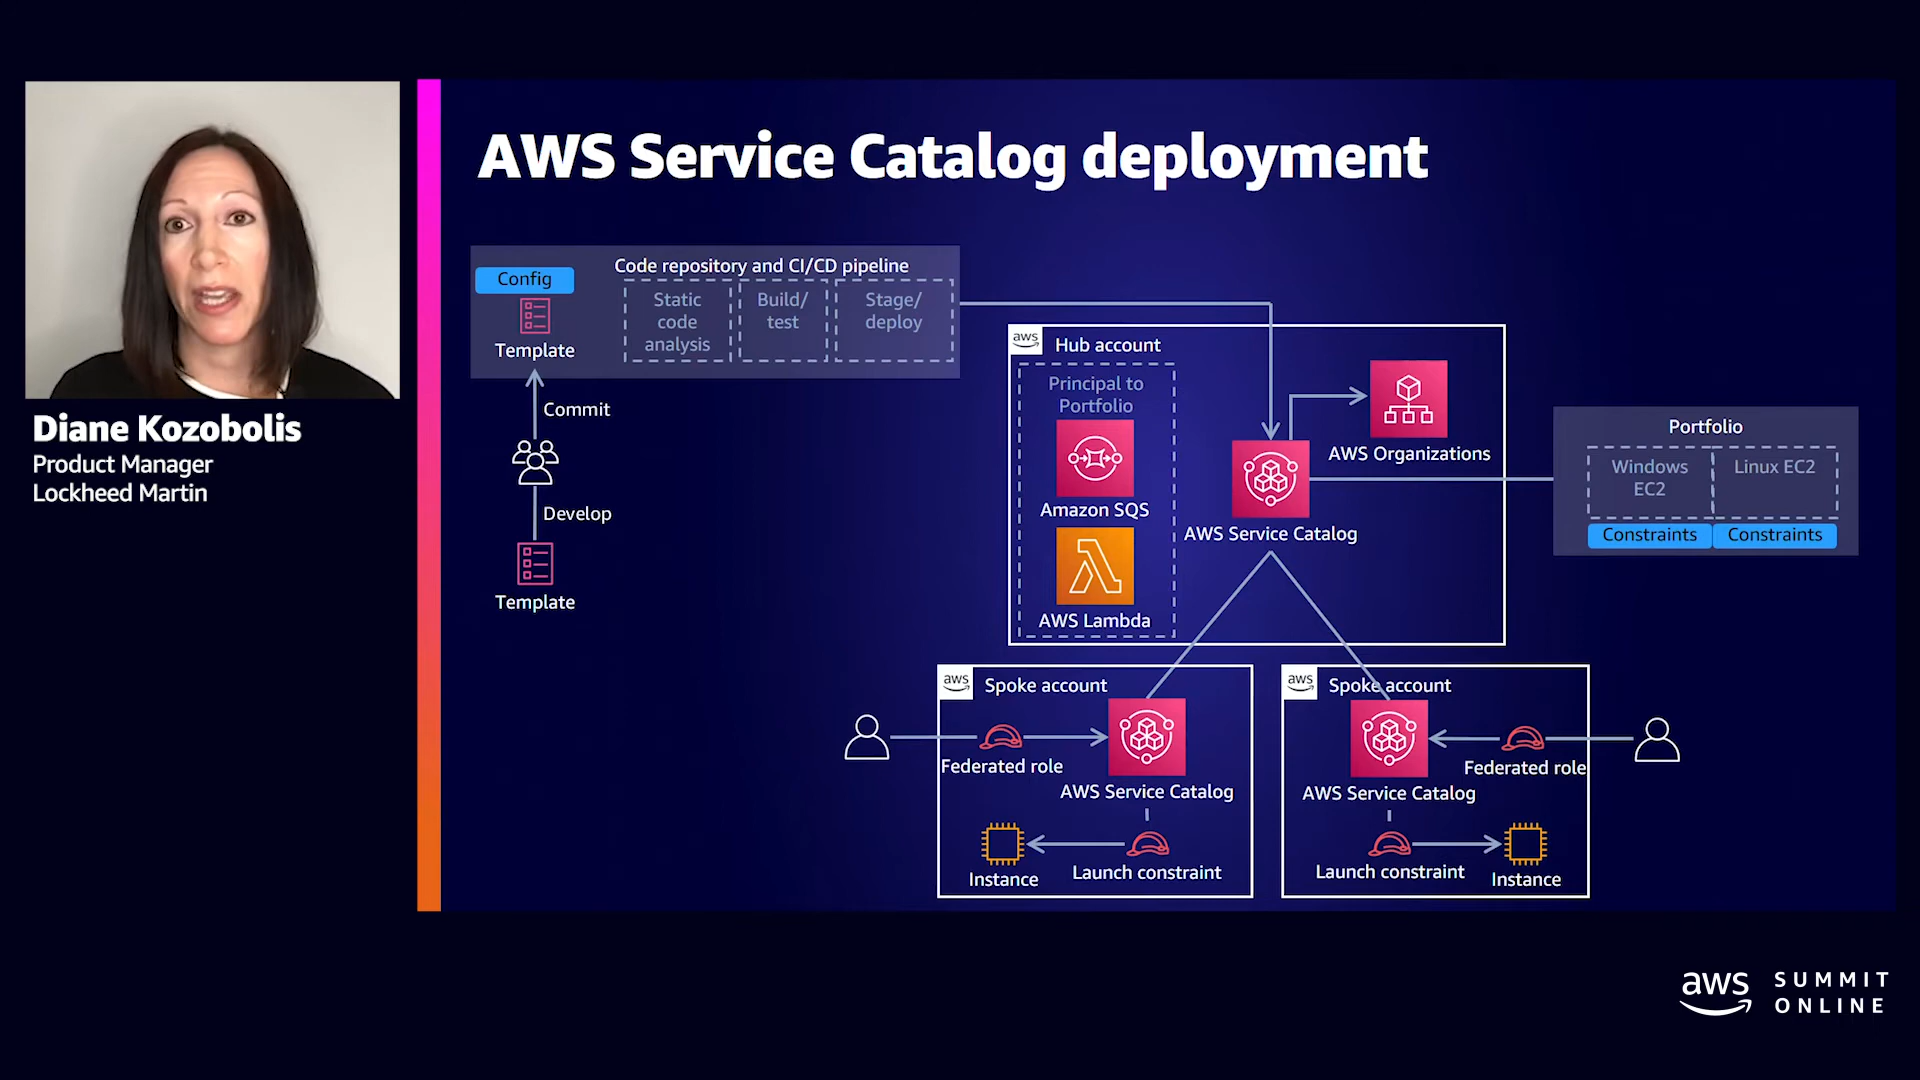 AWS Service Catalog deployment
Diane Kozobolis
Product Manager
Lockheed Martin
Config
Template
Code repository and CI/CD pipeline
Static
code
analysis
Build/
test
Stage/
deploy
Commit
Develop
Template
aws
Hub account
Principal to
Portfolio
Amazon SQS
AWS Lambda
AWS Organizations
AWS Service Catalog
Portfolio
Windows
EC2
Linux EC2
Constraints
Constraints
aws
Spoke account
Federated role
AWS Service Catalog
Instance
Launch constraint
aws
Spoke account
Federated role
AWS Service Catalog
Launch constraint
Instance
aws
SUMMIT
ONLINE